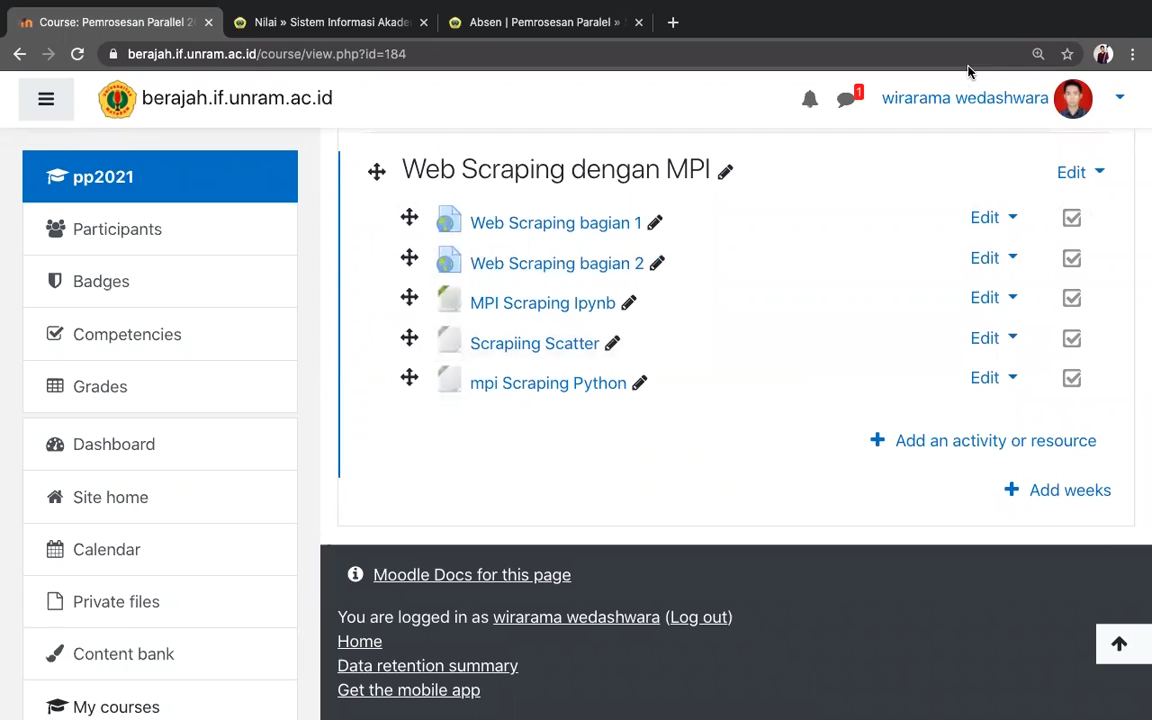 Course: Pemrosesan Parallel 2
Nilai » Sistem Informasi Akade
Absen | Pemrosesan Paralel »
berajah.if.unram.ac.id/course/view.php?id=184
berajah.if.unram.ac.id
1
wirarama wedashwara
pp2021
Participants
Badges
Competencies
Grades
Dashboard
Site home
Calendar
Private files
Content bank
My courses
Web Scraping dengan MPI
Edit
Web Scraping bagian 1
Edit
Web Scraping bagian 2
Edit
MPI Scraping Ipynb
Edit
Scrapiing Scatter
Edit
mpi Scraping Python
Edit
Add an activity or resource
Add weeks
Moodle Docs for this page
You are logged in as wirarama wedashwara (Log out)
Home
Data retention summary
Get the mobile app